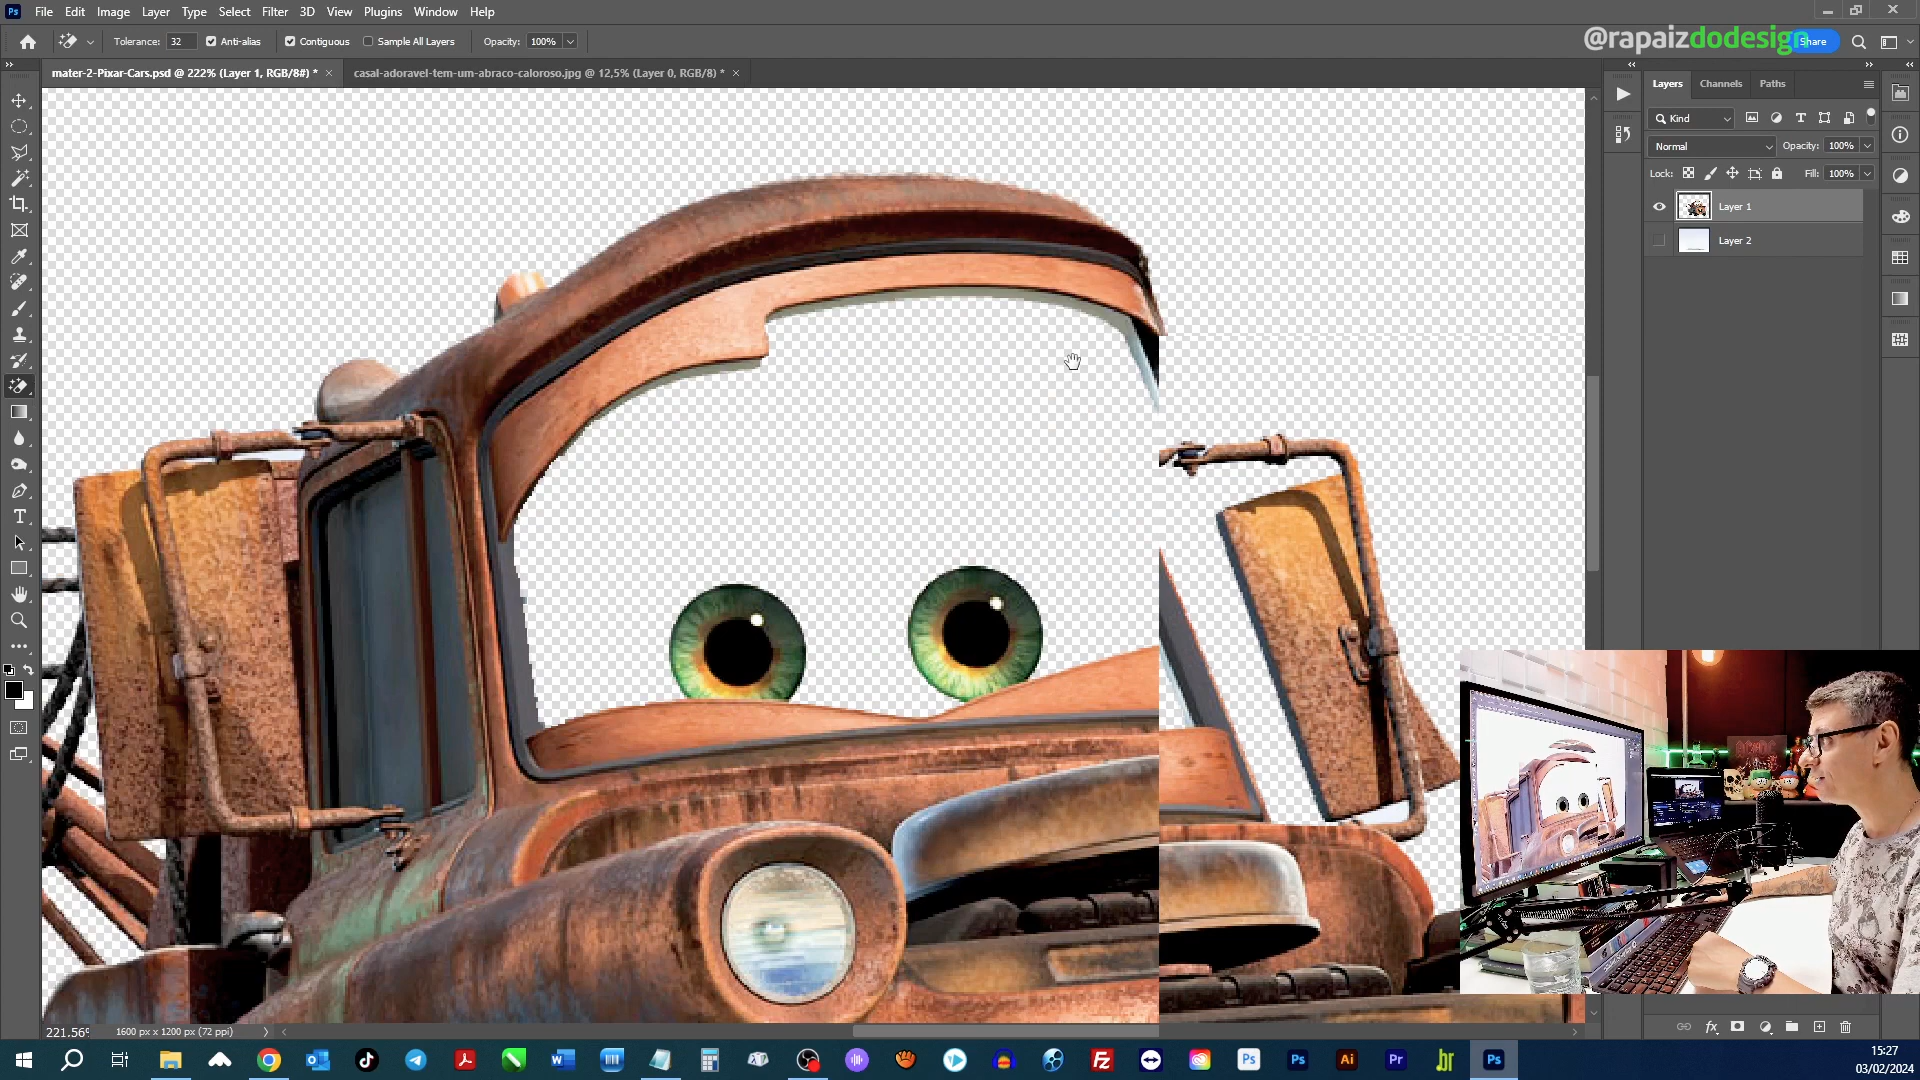 Ps File Edit Image Layer Type Select Filter 3D View Plugins Window Help
Tolerance: 32 Anti-alias Contiguous Sample All Layers Opacity: 100%
@rapaizdodesign
Share
mater-2-Pixar-Cars.psd @ 222% (Layer 1, RGB/8#) * ×
casal-adoravel-tem-um-abraco-caloroso.jpg @ 12,5% (Layer 0, RGB/8) * ×
Layers Channels Paths
Kind
Normal Opacity: 100%
Lock: Fill: 100%
Layer 1
Layer 2
221.56
1600 px x 1200 px (72 ppi)
15:27
03/02/2024